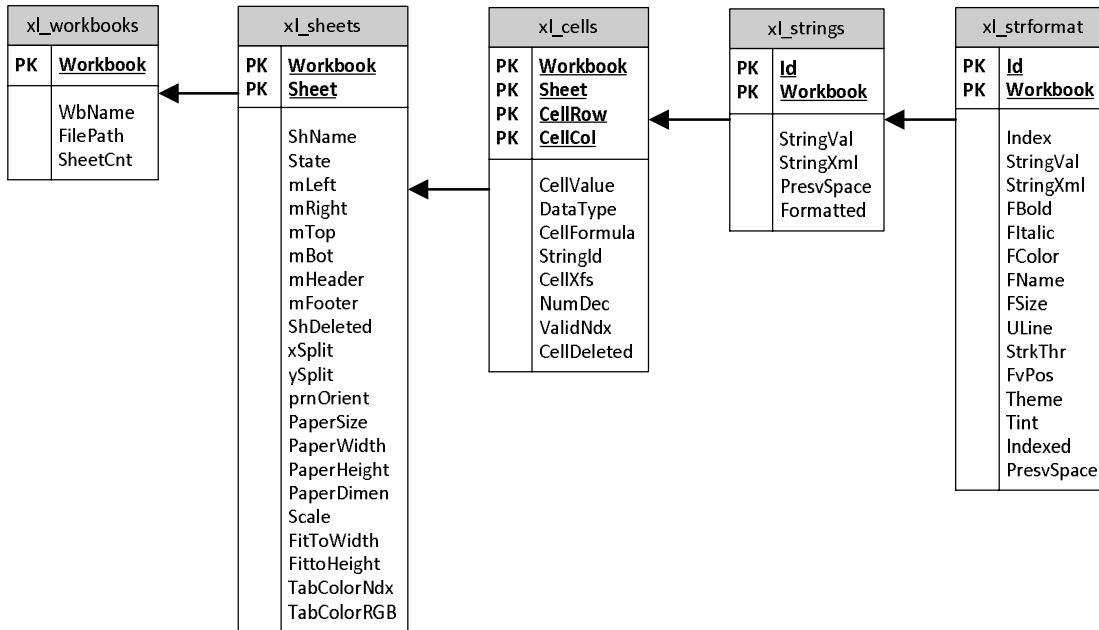 xl_workbooks
PK Workbook
WbName
FilePath
SheetCnt
xl_sheets
PK Workbook
PK Sheet
ShName
State
mLeft
mRight
mTop
mBot
mHeader
mFooter
ShDeleted
xSplit
ySplit
prnOrient
PaperSize
PaperWidth
PaperHeight
PaperDimen
Scale
FitToWidth
FittoHeight
TabColorNdx
TabColorRGB
xl_cells
PK Workbook
PK Sheet
PK CellRow
PK CellCol
CellValue
DataType
CellFormula
StringId
CellXfs
NumDec
ValidNdx
CellDeleted
xl_strings
PK Id
PK Workbook
StringVal
StringXml
PresvSpace
Formatted
xl_strformat
PK Id
PK Workbook
Index
StringVal
StringXml
FBold
FItalic
FColor
FName
FSize
ULine
StrkThr
FvPos
Theme
Tint
Indexed
PresvSpace